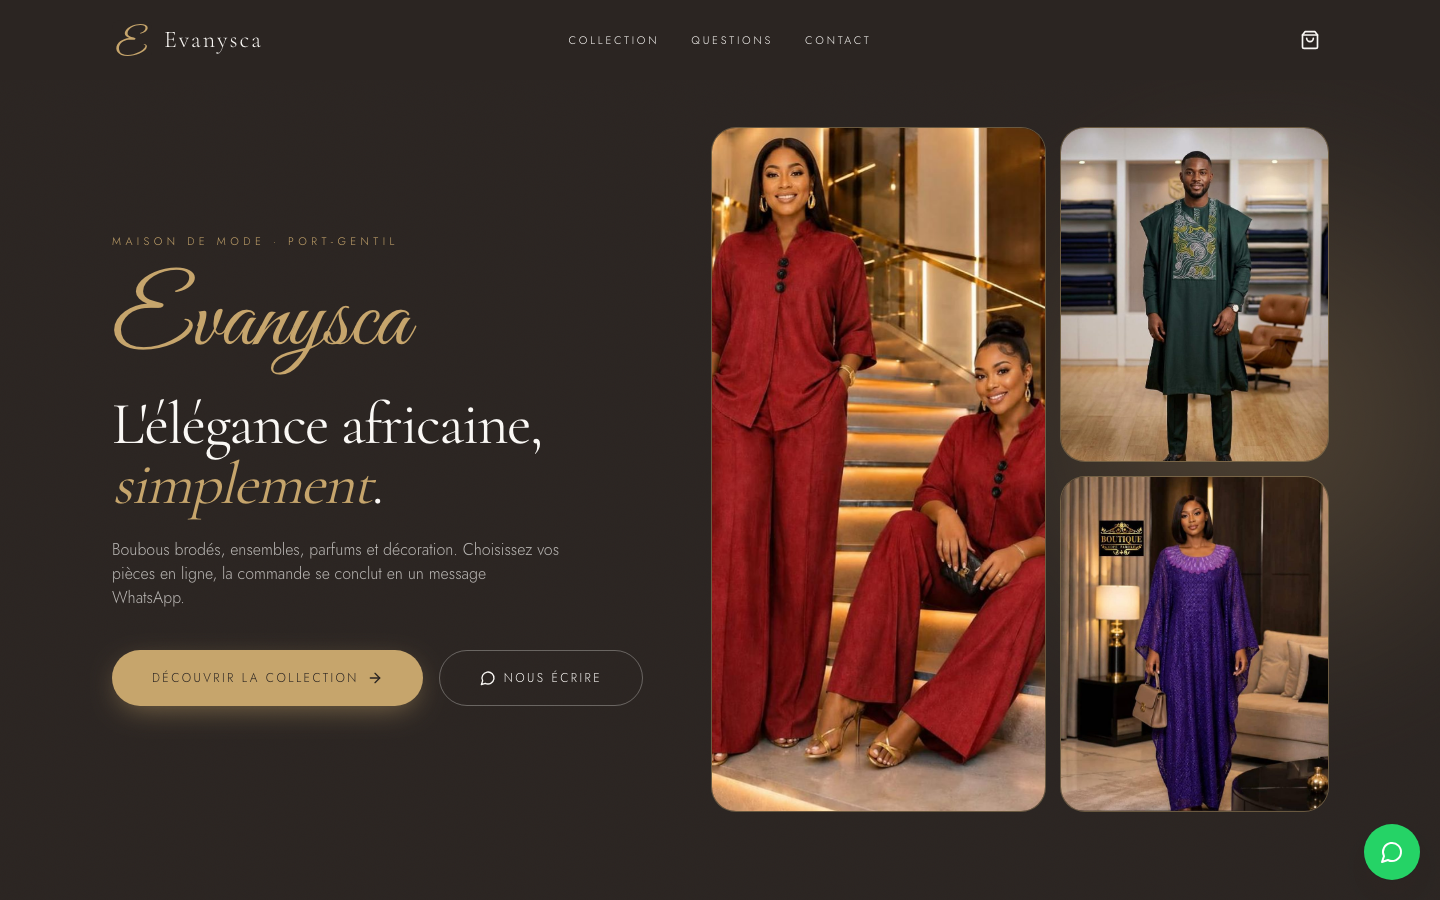 E Evanysca
COLLECTION
QUESTIONS
CONTACT
MAISON DE MODE · PORT-GENTIL
Evanysca
L'élégance africaine,
simplement.
Boubous brodés, ensembles, parfums et décoration. Choisissez vos
pièces en ligne, la commande se conclut en un message
WhatsApp.
DÉCOUVRIR LA COLLECTION →
NOUS ÉCRIRE
BOUTIQUE